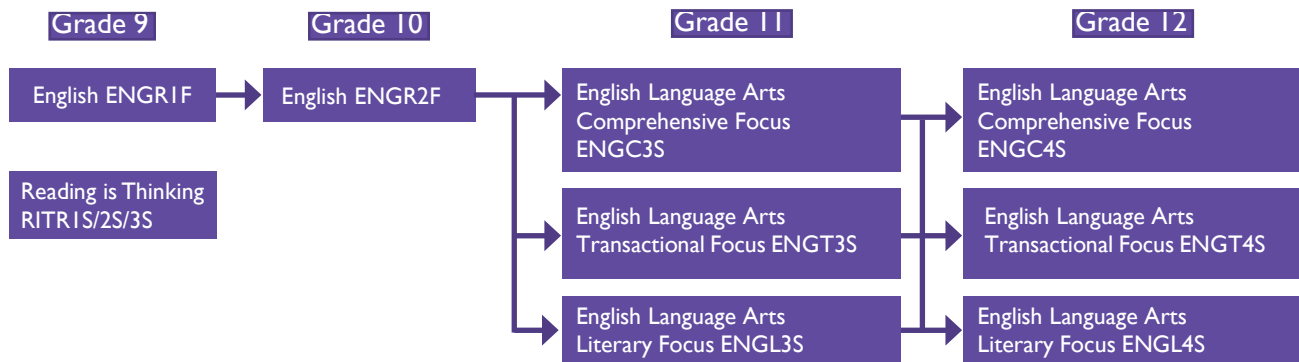 Grade 9
Grade 10
Grade 11
Grade 12
English ENGR1F
English ENGR2F
English Language Arts
Comprehensive Focus
ENGC3S
English Language Arts
Comprehensive Focus
ENGC4S
Reading is Thinking
RITR1S/2S/3S
English Language Arts
Transactional Focus ENGT3S
English Language Arts
Transactional Focus ENGT4S
English Language Arts
Literary Focus ENGL3S
English Language Arts
Literary Focus ENGL4S